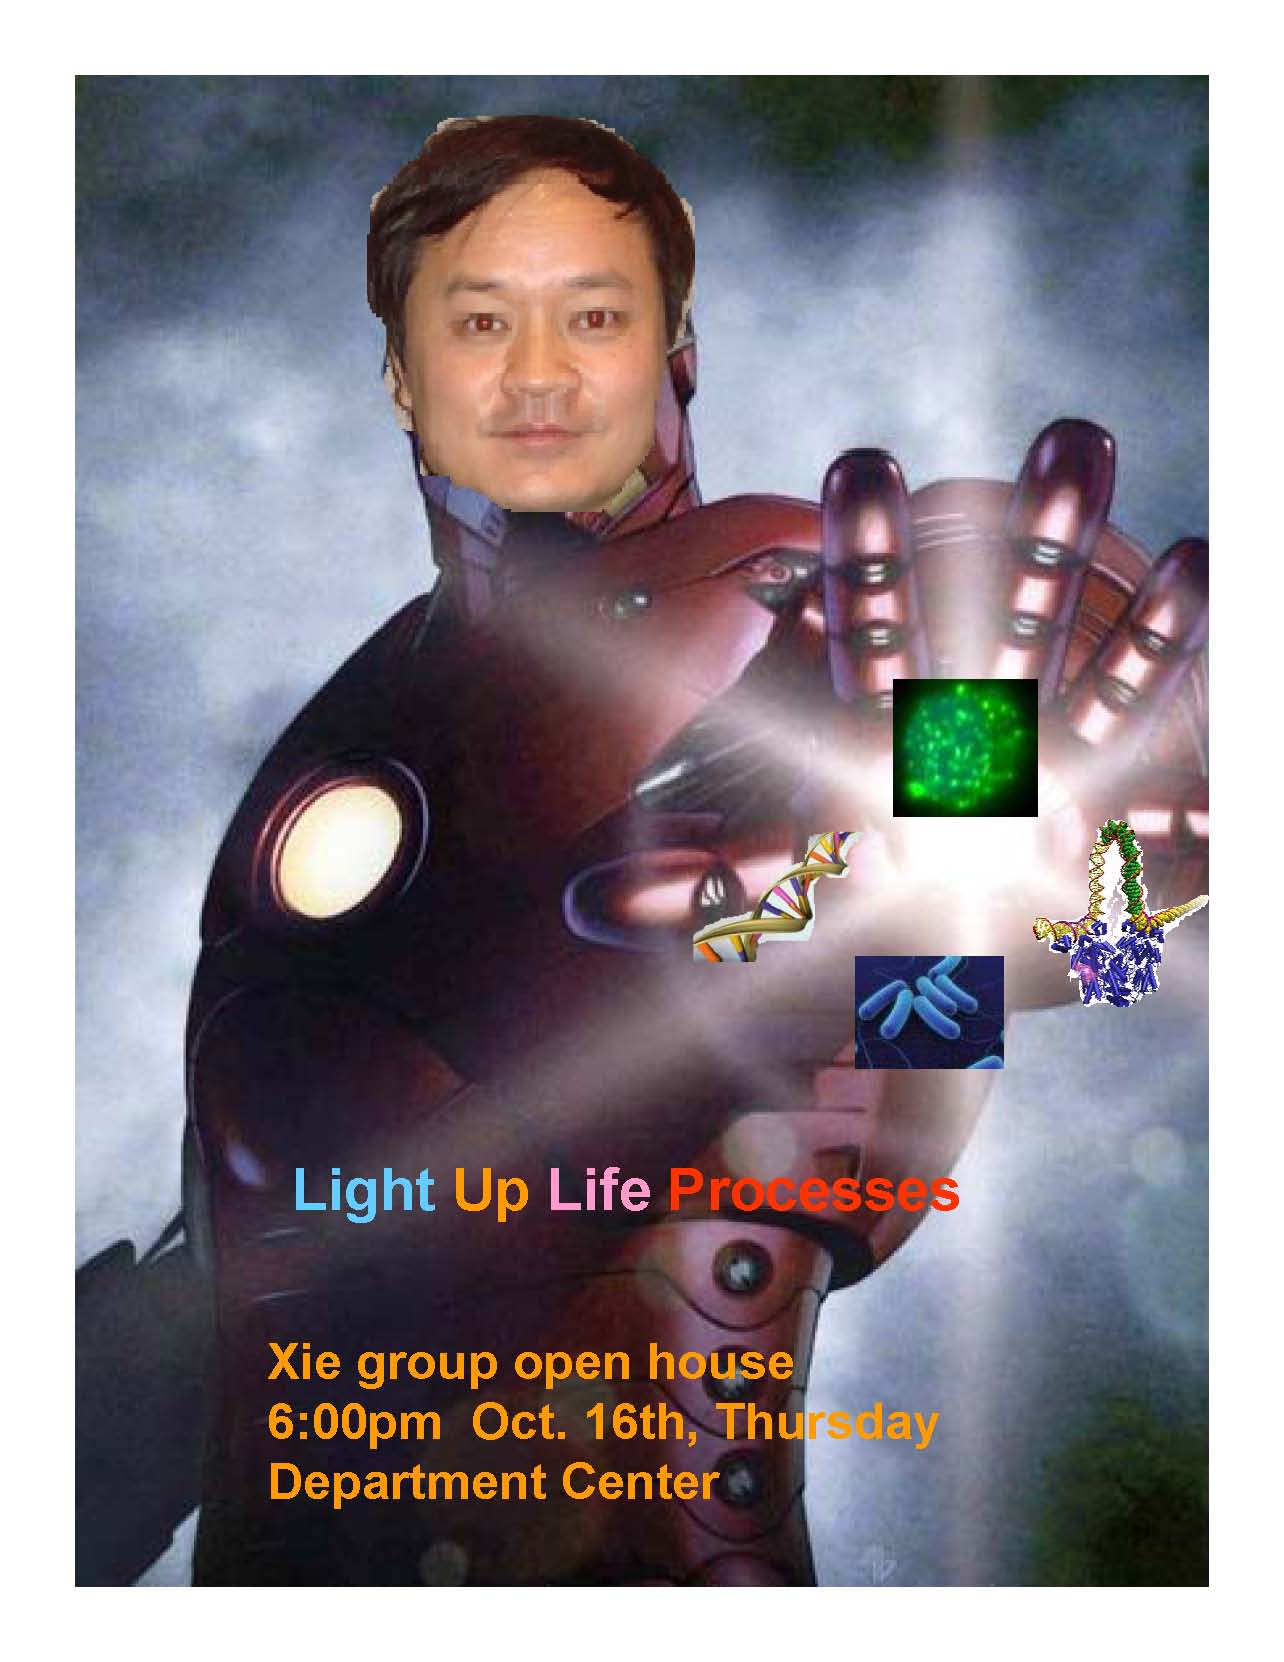 Light Up Life Processes
Xie group open house
6:00pm  Oct. 16th, Thursday
Department Center